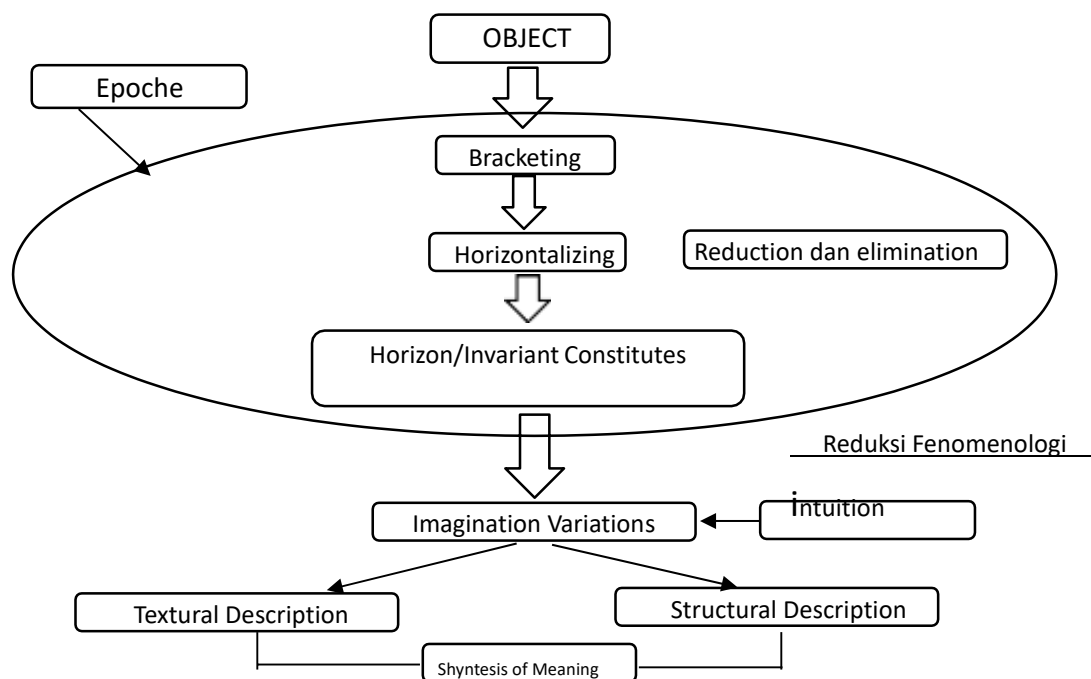 OBJECT
Epoche
Bracketing
Horizontalizing
Reduction dan elimination
Horizon/Invariant Constitutes
Reduksi Fenomenologi
intuition
Imagination Variations
Textural Description
Structural Description
Shyntesis of Meaning